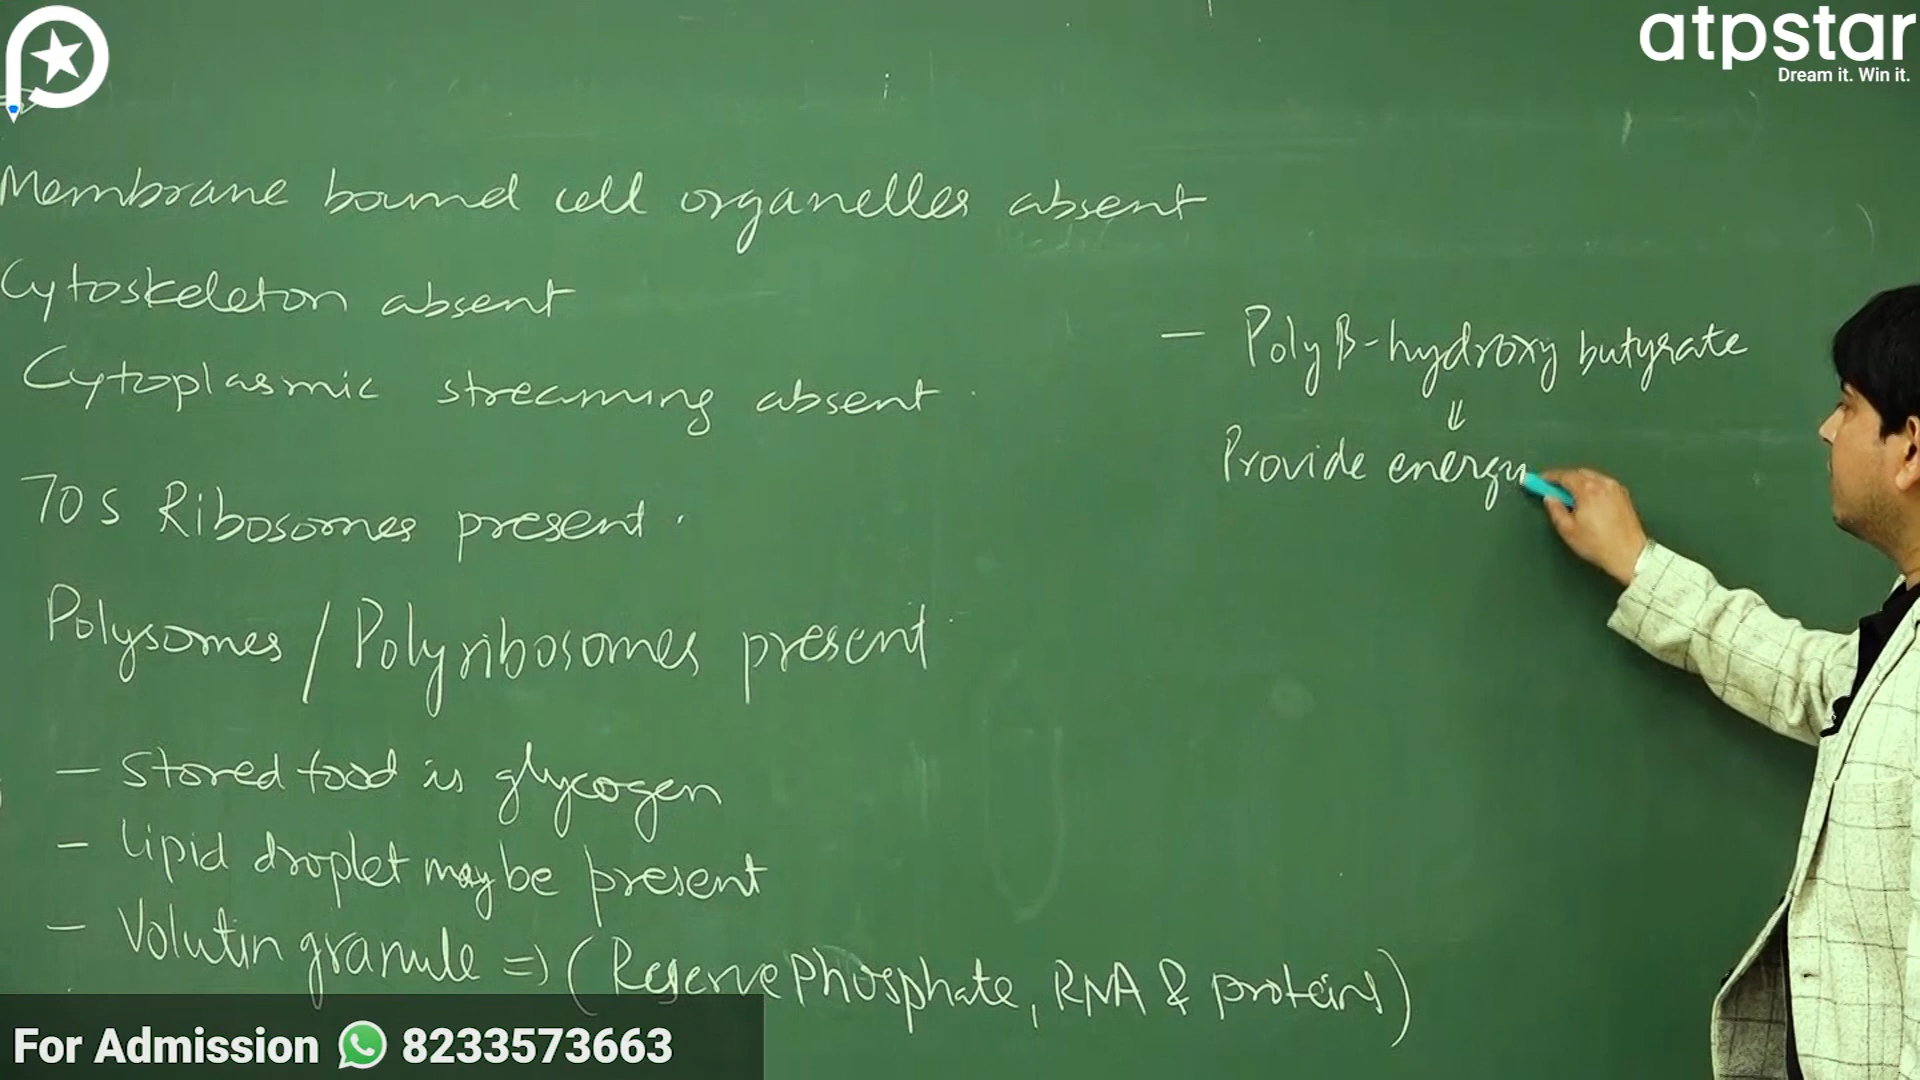 atpstar
Dream it. Win it.
Membrane bound cell organelles absent
Cytoskeleton absent
Cytoplasmic streaming absent.
70s Ribosomes present.
Polysomes / Polyribosomes present.
- Stored food is glycogen
- Lipid droplet may be present
- Volutin granule => (Reserve Phosphate, RNA & proteins)
- Poly β-hydroxy butyrate
⇓
Provide energy
For Admission 8233573663